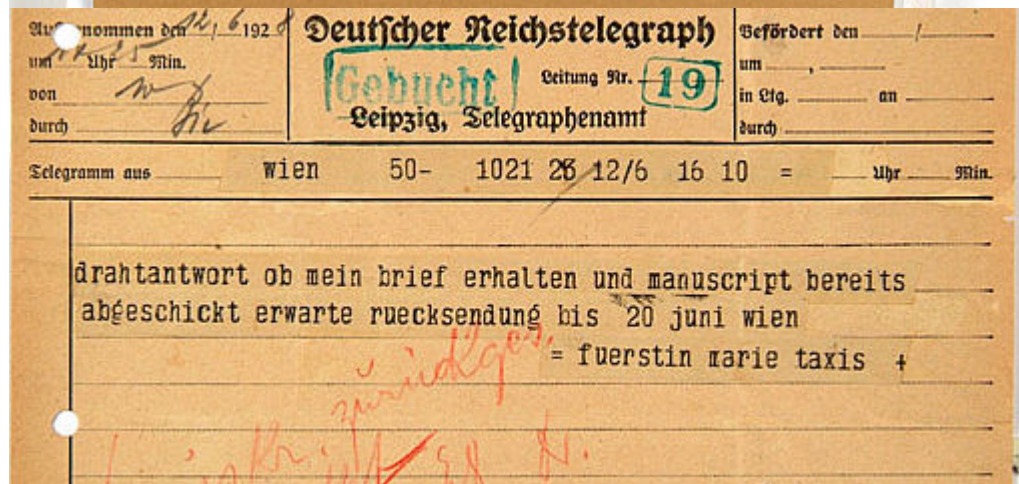 Aufgenommen den 12/6 1928
um Uhr Min.
von
durch
Deutscher Reichstelegraph
Gebucht
Leitung Nr. 19
Leipzig, Telegraphenamt
Befördert den /
um ,
in Ltg. an
durch
Telegramm aus wien 50- 1021 26 12/6 16 10 = Uhr Min.
drahtantwort ob mein brief erhalten und manuscript bereits
abgeschickt erwarte ruecksendung bis 20 juni wien
= fuerstin marie taxis +
zurückges.